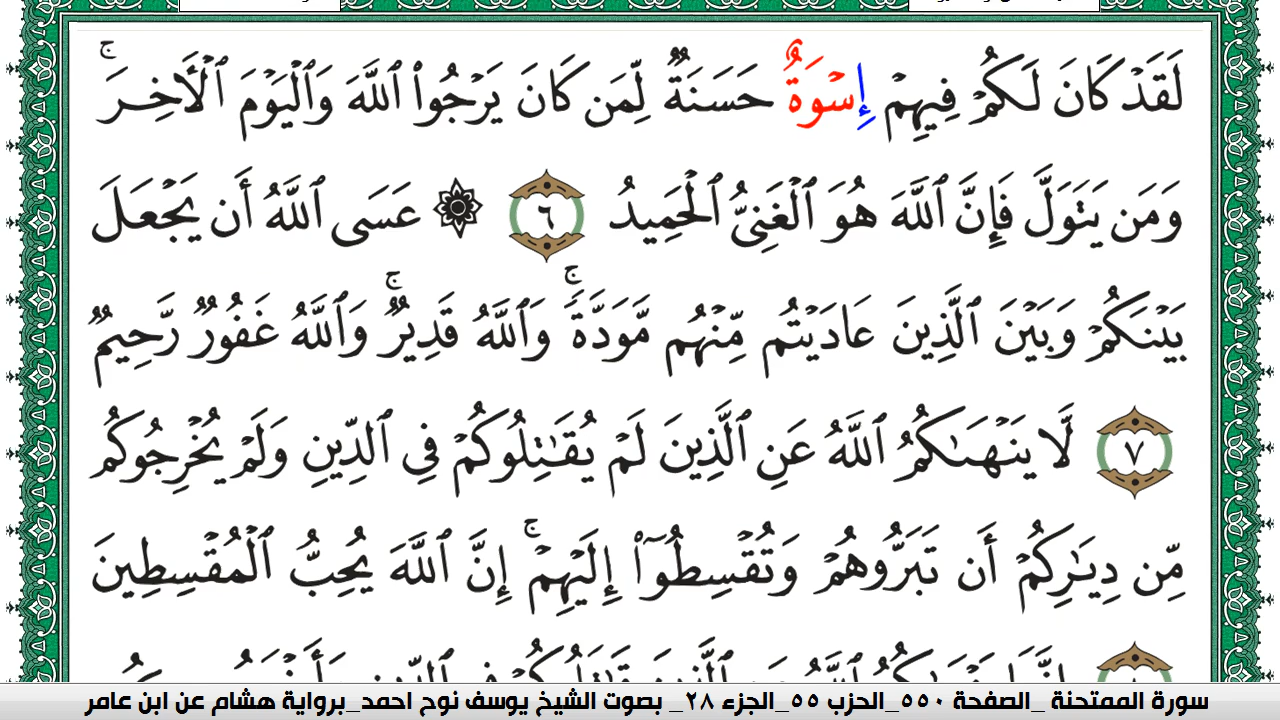 لَقَدْ كَانَ لَكُمْ فِيهِمْ إِسْوَةٌ حَسَنَةٌ لِّمَن كَانَ يَرْجُوا۟ ٱللَّهَ وَٱلْيَوْمَ ٱلْأَخِرَ ۚ
وَمَن يَتَوَلَّ فَإِنَّ ٱللَّهَ هُوَ ٱلْغَنِىُّ ٱلْحَمِيدُ ٦ ۞ عَسَى ٱللَّهُ أَن يَجْعَلَ
بَيْنَكُمْ وَبَيْنَ ٱلَّذِينَ عَادَيْتُم مِّنْهُم مَّوَدَّةً ۚ وَٱللَّهُ قَدِيرٌ ۚ وَٱللَّهُ غَفُورٌ رَّحِيمٌ
٧ لَّا يَنْهَىٰكُمُ ٱللَّهُ عَنِ ٱلَّذِينَ لَمْ يُقَٰتِلُوكُمْ فِى ٱلدِّينِ وَلَمْ يُخْرِجُوكُم
مِّن دِيَٰرِكُمْ أَن تَبَرُّوهُمْ وَتُقْسِطُوٓا۟ إِلَيْهِمْ ۚ إِنَّ ٱللَّهَ يُحِبُّ ٱلْمُقْسِطِينَ
سورة الممتحنة _الصفحة ٥٥٠_الحزب ٥٥_الجزء ٢٨_ بصوت الشيخ يوسف نوح احمد_برواية هشام عن ابن عامر